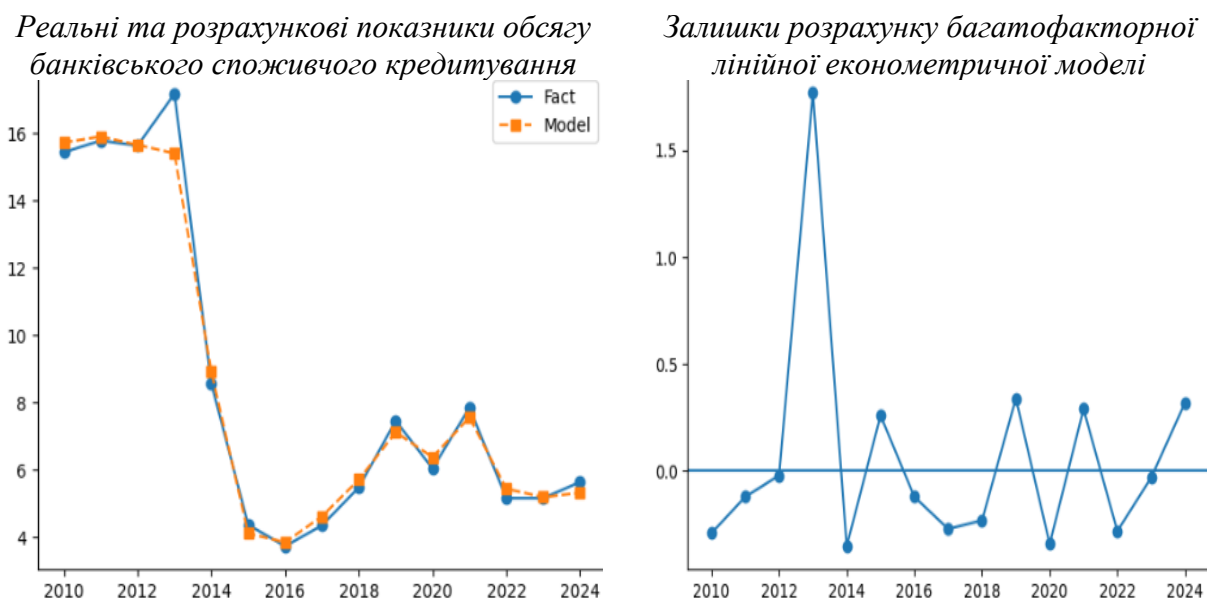 Реальні та розрахункові показники обсягу
банківського споживчого кредитування
Fact
Model
16
14
12
10
8
6
4
2010 2012 2014 2016 2018 2020 2022 2024
Залишки розрахунку багатофакторної
лінійної економетричної моделі
1.5
1.0
0.5
0.0
2010 2012 2014 2016 2018 2020 2022 2024